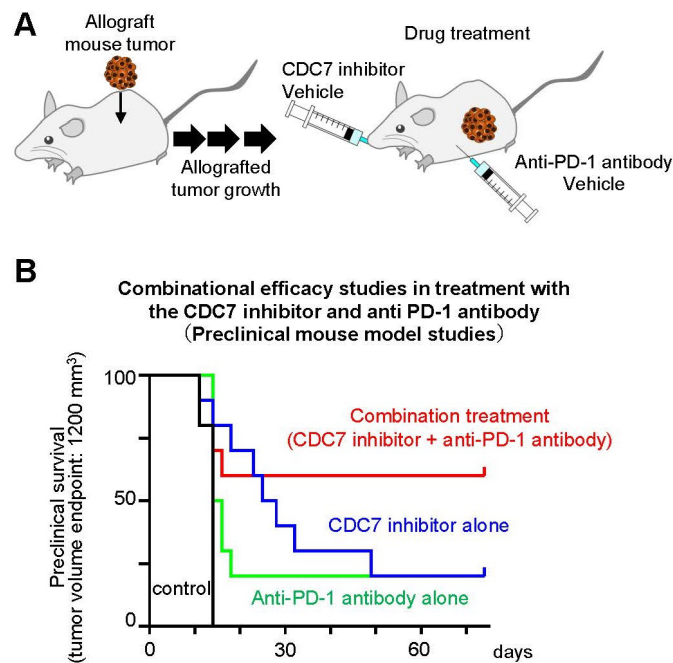 A
Allograft
mouse tumor
Allografted
tumor growth
Drug treatment
CDC7 inhibitor
Vehicle
Anti-PD-1 antibody
Vehicle
B
Combinational efficacy studies in treatment with
the CDC7 inhibitor and anti PD-1 antibody
(Preclinical mouse model studies)
Preclinical survival
(tumor volume endpoint: 1200 mm³)
100
50
0
Combination treatment
(CDC7 inhibitor + anti-PD-1 antibody)
CDC7 inhibitor alone
control
Anti-PD-1 antibody alone
0 30 60 days